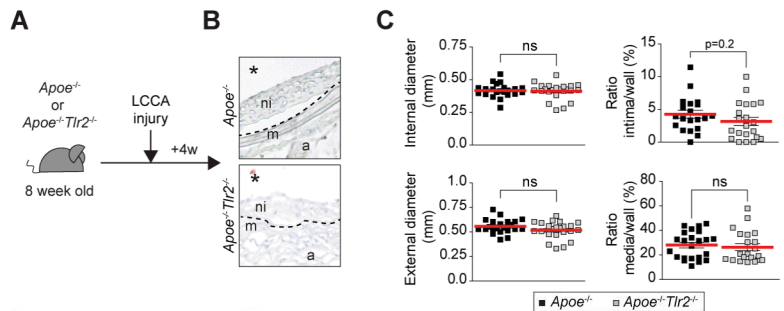 A
Apoe-/-
or
Apoe-/-Tlr2-/-
LCCA
injury
+4w
8 week old
B
Apoe-/-
*
ni
m
a
Apoe-/-Tlr2-/-
*
ni
m
a
C
Internal diameter
(mm)
0.75
0.50
0.25
0.00
ns
Ratio
intima/wall (%)
15
10
5
0
p=0.2
External diameter
(mm)
1.0
0.75
0.5
0.25
0.0
ns
Ratio
media/wall (%)
80
60
40
20
0
ns
Apoe-/- Apoe-/-Tlr2-/-